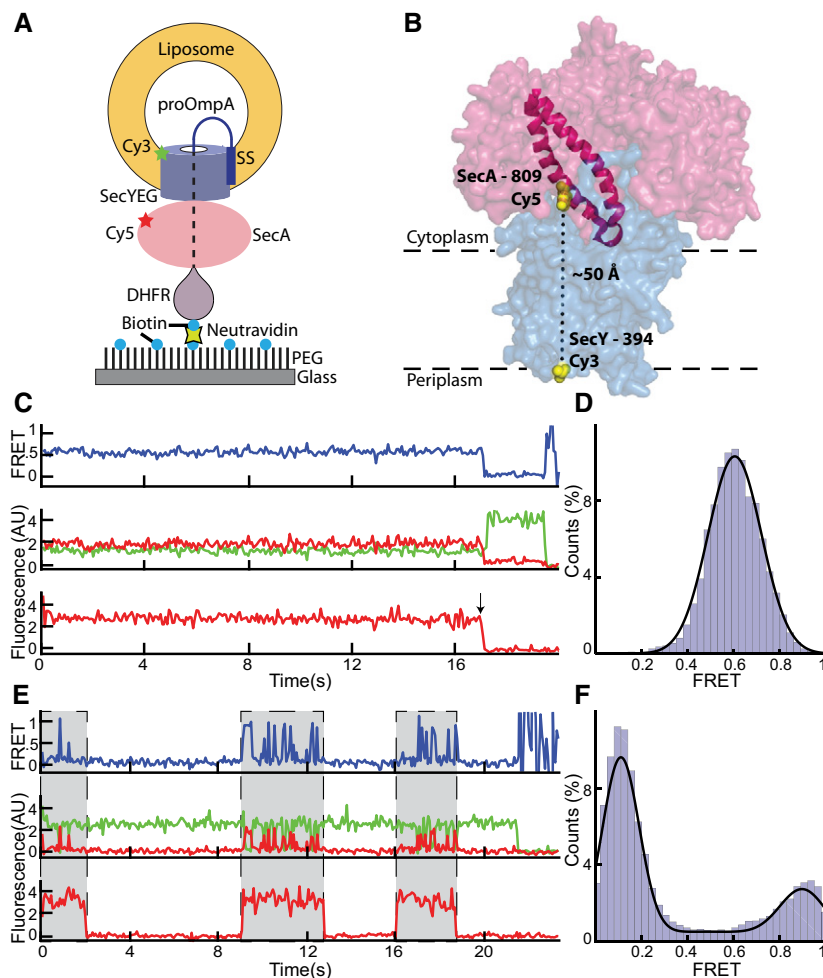 A
Liposome
proOmpA
Cy3
SS
SecYEG
Cy5
SecA
DHFR
Biotin
Neutravidin
PEG
Glass
B
SecA - 809
Cy5
Cytoplasm
~50 Å
SecY - 394
Cy3
Periplasm
C
FRET
1
.5
0
Fluorescence (AU)
4
2
0
4
2
0
0 4 8 12 16
Time(s)
D
Counts (%)
8
4
0
0.2 0.4 0.6 0.8 1
FRET
E
FRET
1
.5
0
Fluorescence(AU)
4
2
0
4
2
0
0 4 8 12 16 20
Time(s)
F
Counts (%)
8
4
0
0.2 0.4 0.6 0.8 1
FRET